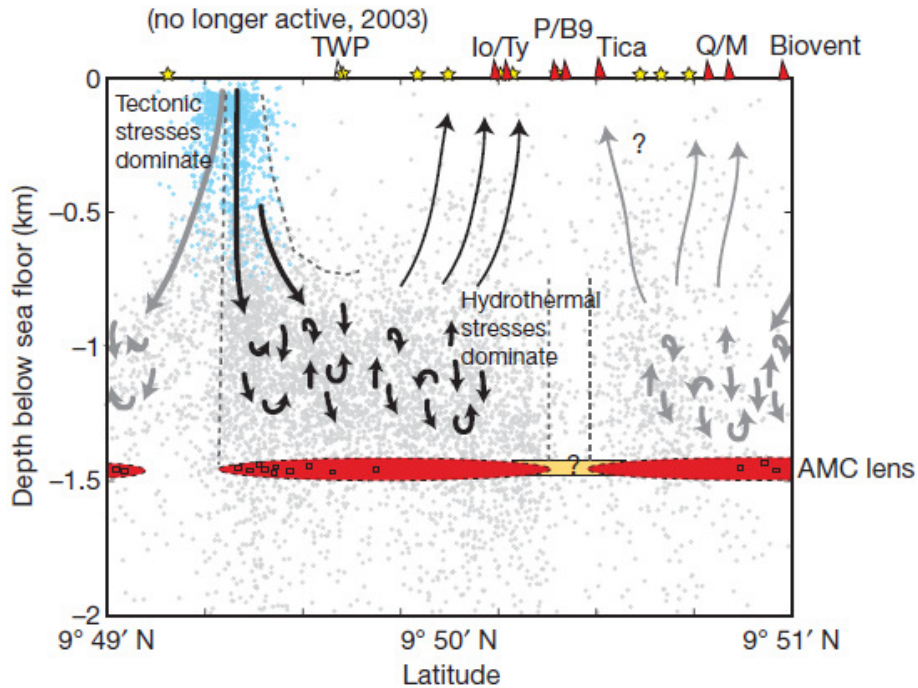 (no longer active, 2003)
TWP
Io/Ty
P/B9
Tica
Q/M
Biovent
0
Tectonic
stresses
dominate
?
−0.5
Depth below sea floor (km)
Hydrothermal
stresses
dominate
−1
?
AMC lens
−1.5
−2
9° 49′ N
9° 50′ N
9° 51′ N
Latitude